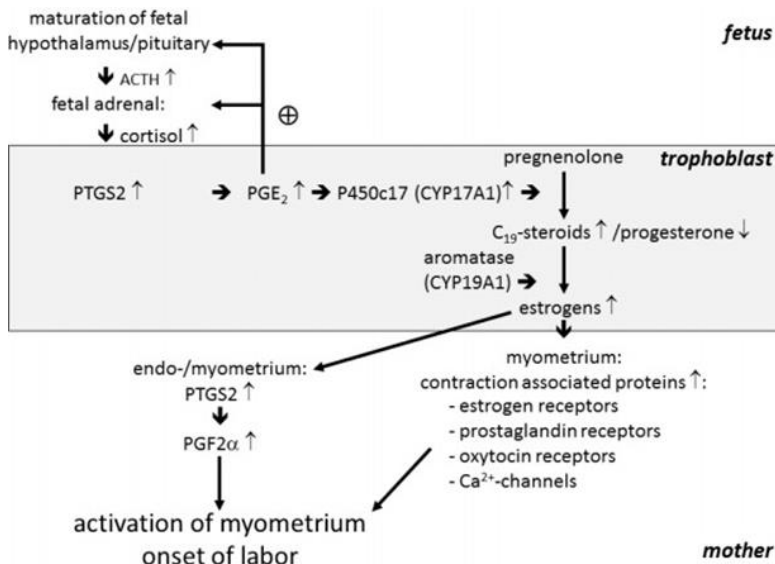 maturation of fetal
hypothalamus/pituitary
fetus
ACTH ↑
fetal adrenal:
⊕
cortisol ↑
trophoblast
pregnenolone
PTGS2 ↑
PGE₂ ↑
P450c17 (CYP17A1)↑
C₁₉-steroids ↑/progesterone ↓
aromatase
(CYP19A1)
estrogens ↑
endo-/myometrium:
PTGS2 ↑
PGF2α ↑
myometrium:
contraction associated proteins ↑:
- estrogen receptors
- prostaglandin receptors
- oxytocin receptors
- Ca²⁺-channels
activation of myometrium
onset of labor
mother